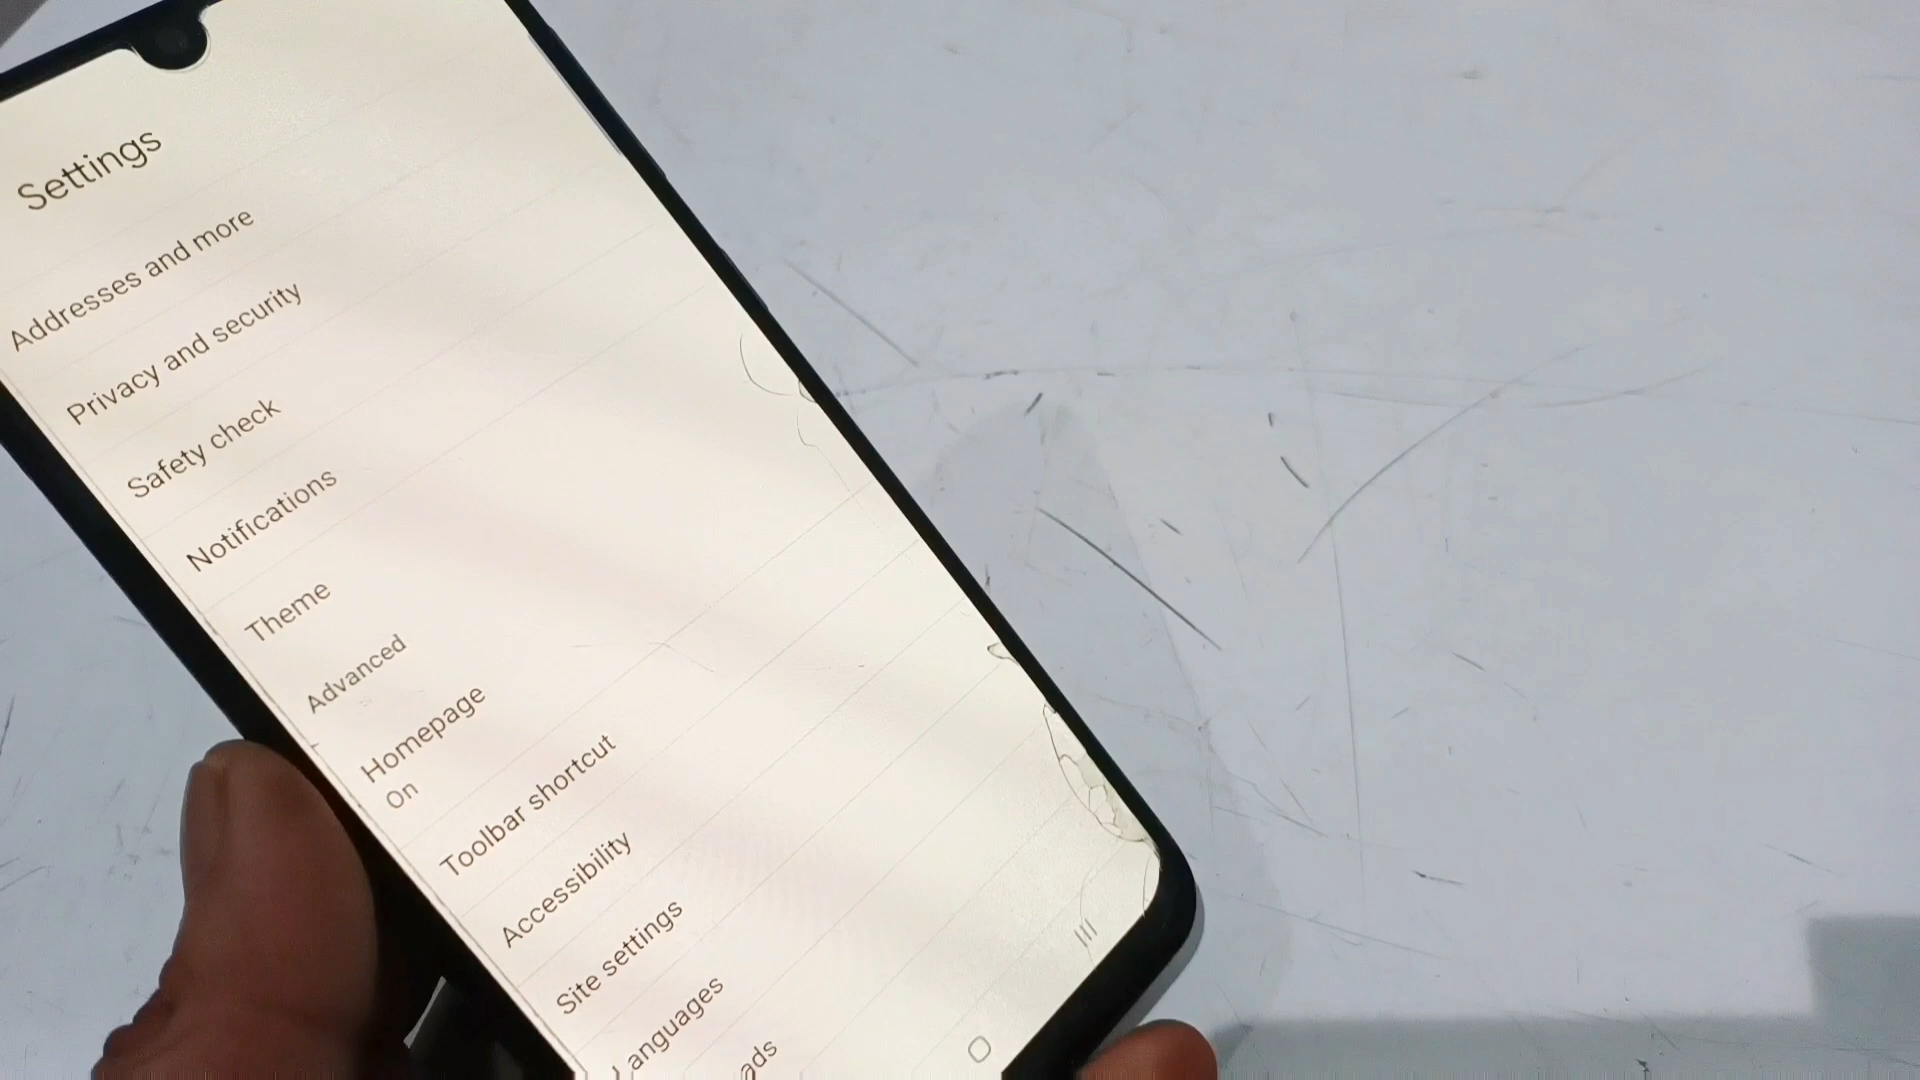 Settings
Addresses and more
Privacy and security
Safety check
Notifications
Theme
Advanced
Homepage
On
Toolbar shortcut
Accessibility
Site settings
Languages